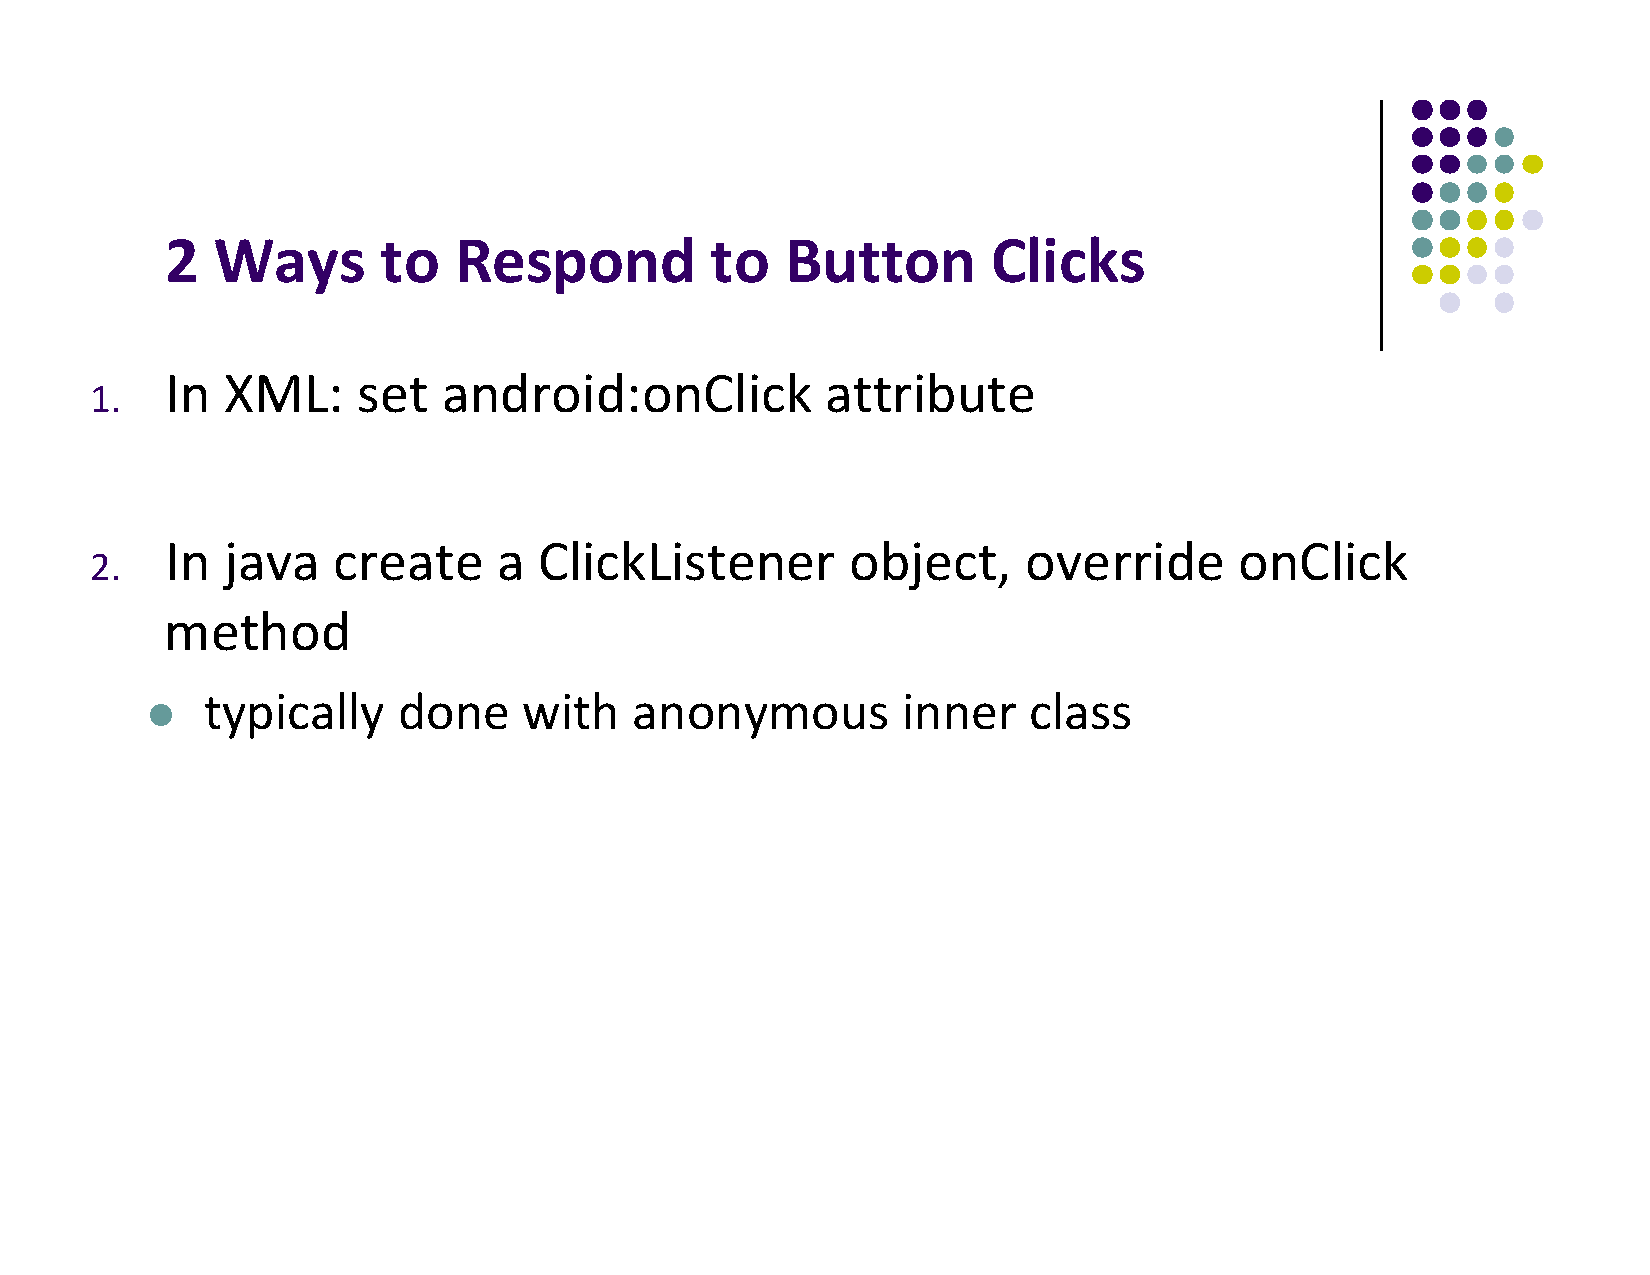 2 Ways to Respond to Button Clicks
1. In XML: set android:onClick attribute
2. In java create a ClickListener object, override onClick
method
● typically done with anonymous inner class